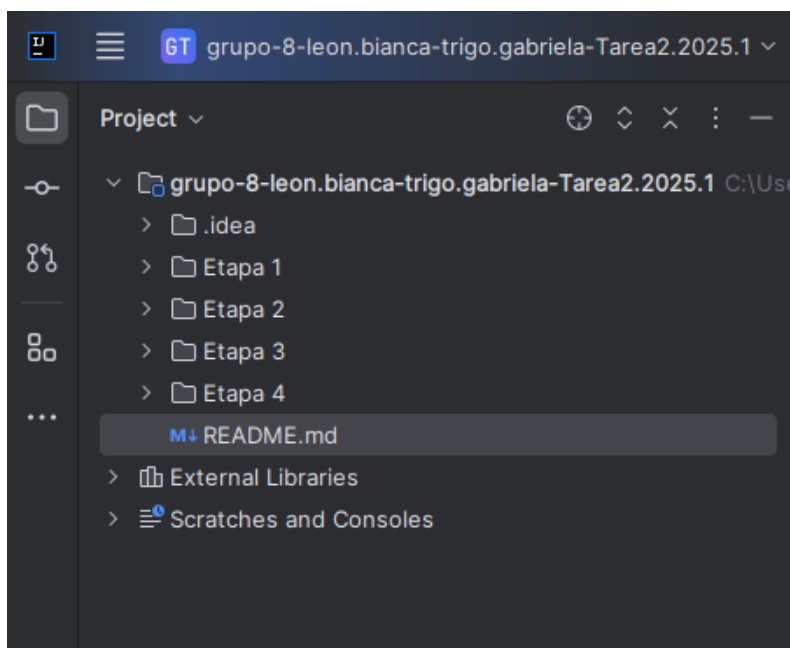 IJ GT grupo-8-leon.bianca-trigo.gabriela-Tarea2.2025.1
Project
grupo-8-leon.bianca-trigo.gabriela-Tarea2.2025.1 C:\Use
.idea
Etapa 1
Etapa 2
Etapa 3
Etapa 4
M↓ README.md
External Libraries
Scratches and Consoles